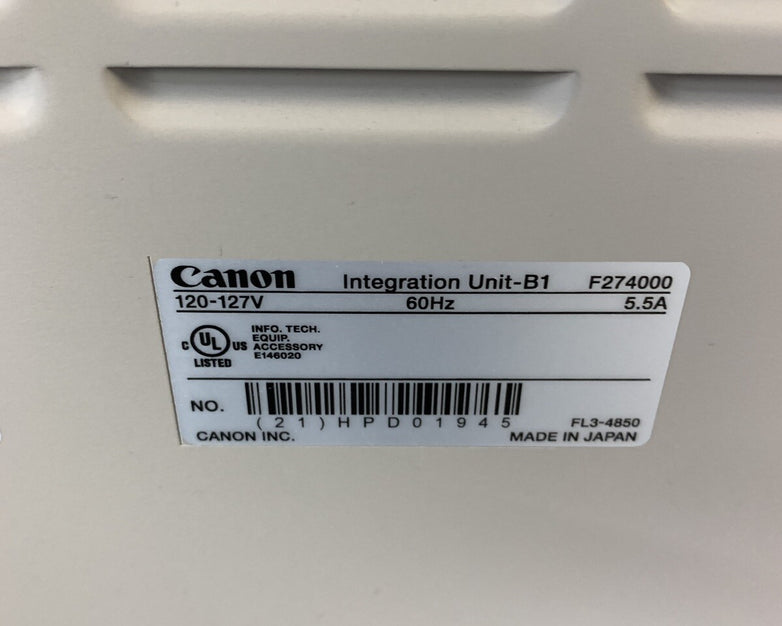 Canon Integration Unit-B1 F274000
120-127V 60Hz 5.5A
C UL US LISTED
INFO. TECH.
EQUIP.
ACCESSORY
E146020
NO.
(21)HPD01945
FL3-4850
CANON INC. MADE IN JAPAN